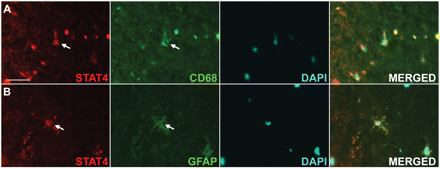 A
STAT4 CD68 DAPI MERGED
B
STAT4 GFAP DAPI MERGED